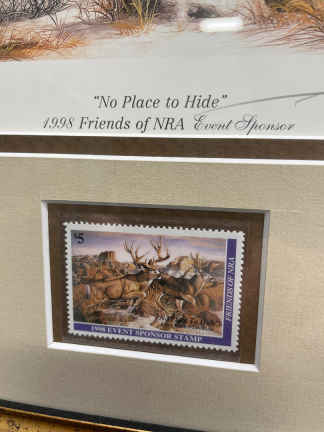 "No Place to Hide"
1998 Friends of NRA Event Sponsor
$5
FRIENDS OF NRA
1998 EVENT SPONSOR STAMP